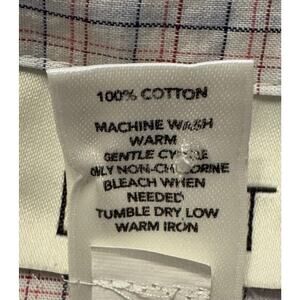 100% COTTON
MACHINE WASH
WARM
GENTLE CYCLE
ONLY NON-CHLORINE
BLEACH WHEN
NEEDED
TUMBLE DRY LOW
WARM IRON